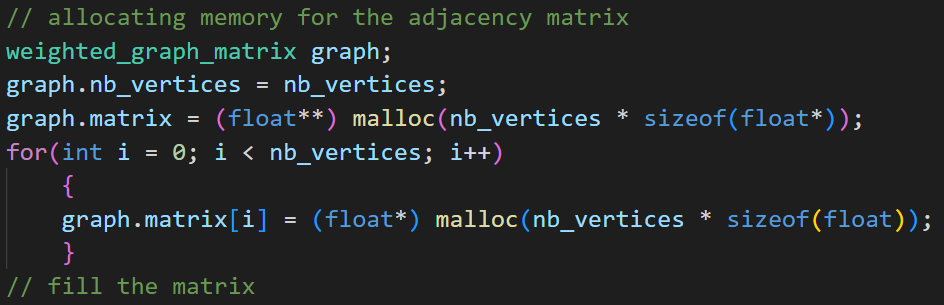 // allocating memory for the adjacency matrix
weighted_graph_matrix graph;
graph.nb_vertices = nb_vertices;
graph.matrix = (float**) malloc(nb_vertices * sizeof(float*));
for(int i = 0; i < nb_vertices; i++)
{
graph.matrix[i] = (float*) malloc(nb_vertices * sizeof(float));
}
// fill the matrix